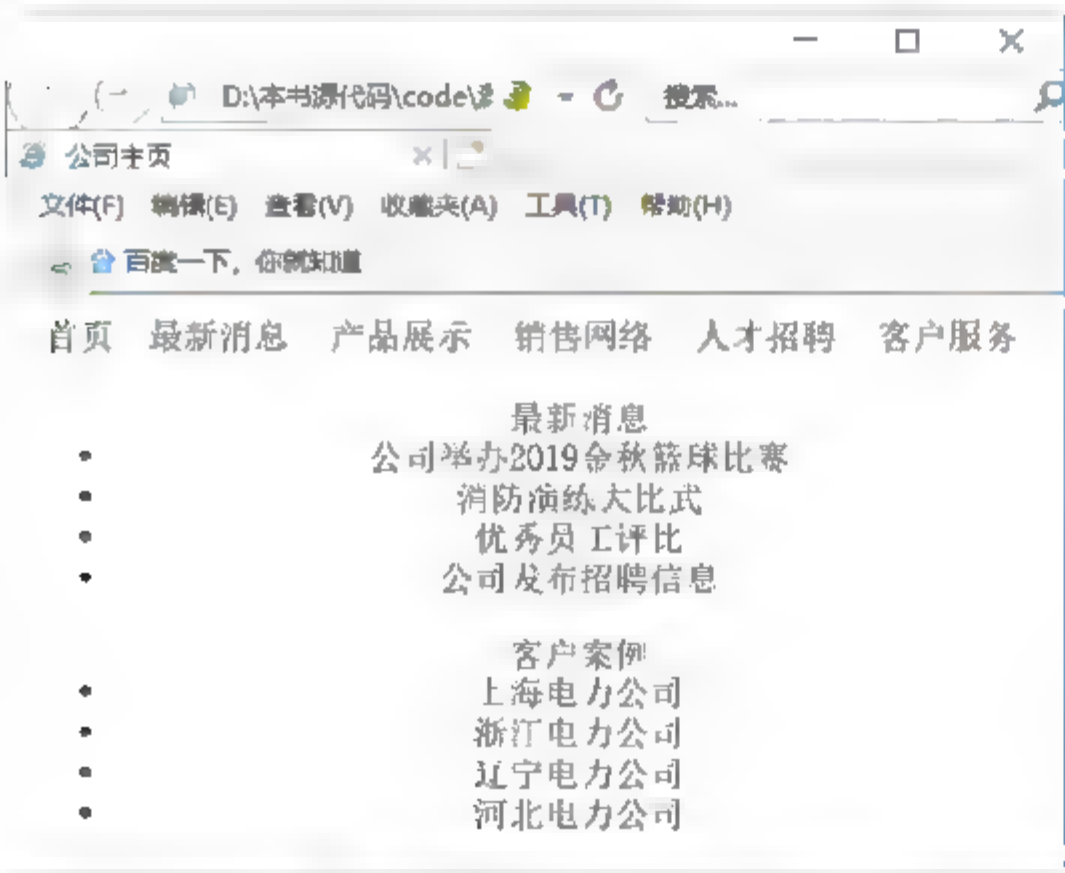 D:\本书源代码\code\ 搜索...
公司主页
文件(F) 编辑(E) 查看(V) 收藏夹(A) 工具(T) 帮助(H)
百度一下，你就知道
首页 最新消息 产品展示 销售网络 人才招聘 客户服务
最新消息
• 公司举办2019金秋篮球比赛
• 消防演练大比式
• 优秀员工评比
• 公司发布招聘信息
客户案例
• 上海电力公司
• 浙江电力公司
• 辽宁电力公司
• 河北电力公司